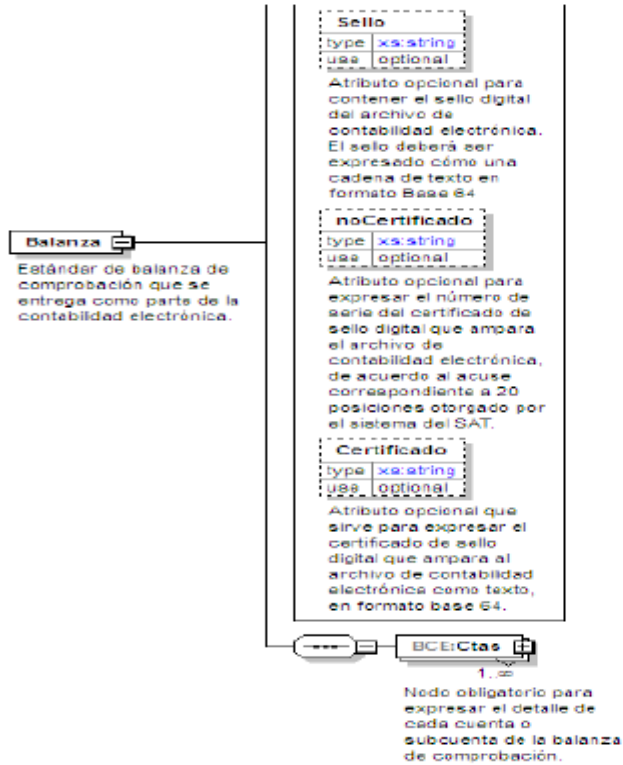 Sello
type xs:string
use optional
Atributo opcional para
contener el sello digital
del archivo de
contabilidad electrónica.
El sello deberá ser
expresado cómo una
cadena de texto en
formato Base 64
noCertificado
type xs:string
use optional
Atributo opcional para
expresar el número de
serie del certificado de
sello digital que ampara
el archivo de
contabilidad electrónica,
de acuerdo al acuse
correspondiente a 20
posiciones otorgado por
el sistema del SAT.
Balanza
Estándar de balanza de
comprobación que se
entrega como parte de la
contabilidad electrónica.
Certificado
type xs:string
use optional
Atributo opcional que
sirve para expresar el
certificado de sello
digital que ampara al
archivo de contabilidad
electrónica como texto,
en formato base 64.
BCE:Ctas
1..∞
Nodo obligatorio para
expresar el detalle de
cada cuenta o
subcuenta de la balanza
de comprobación.